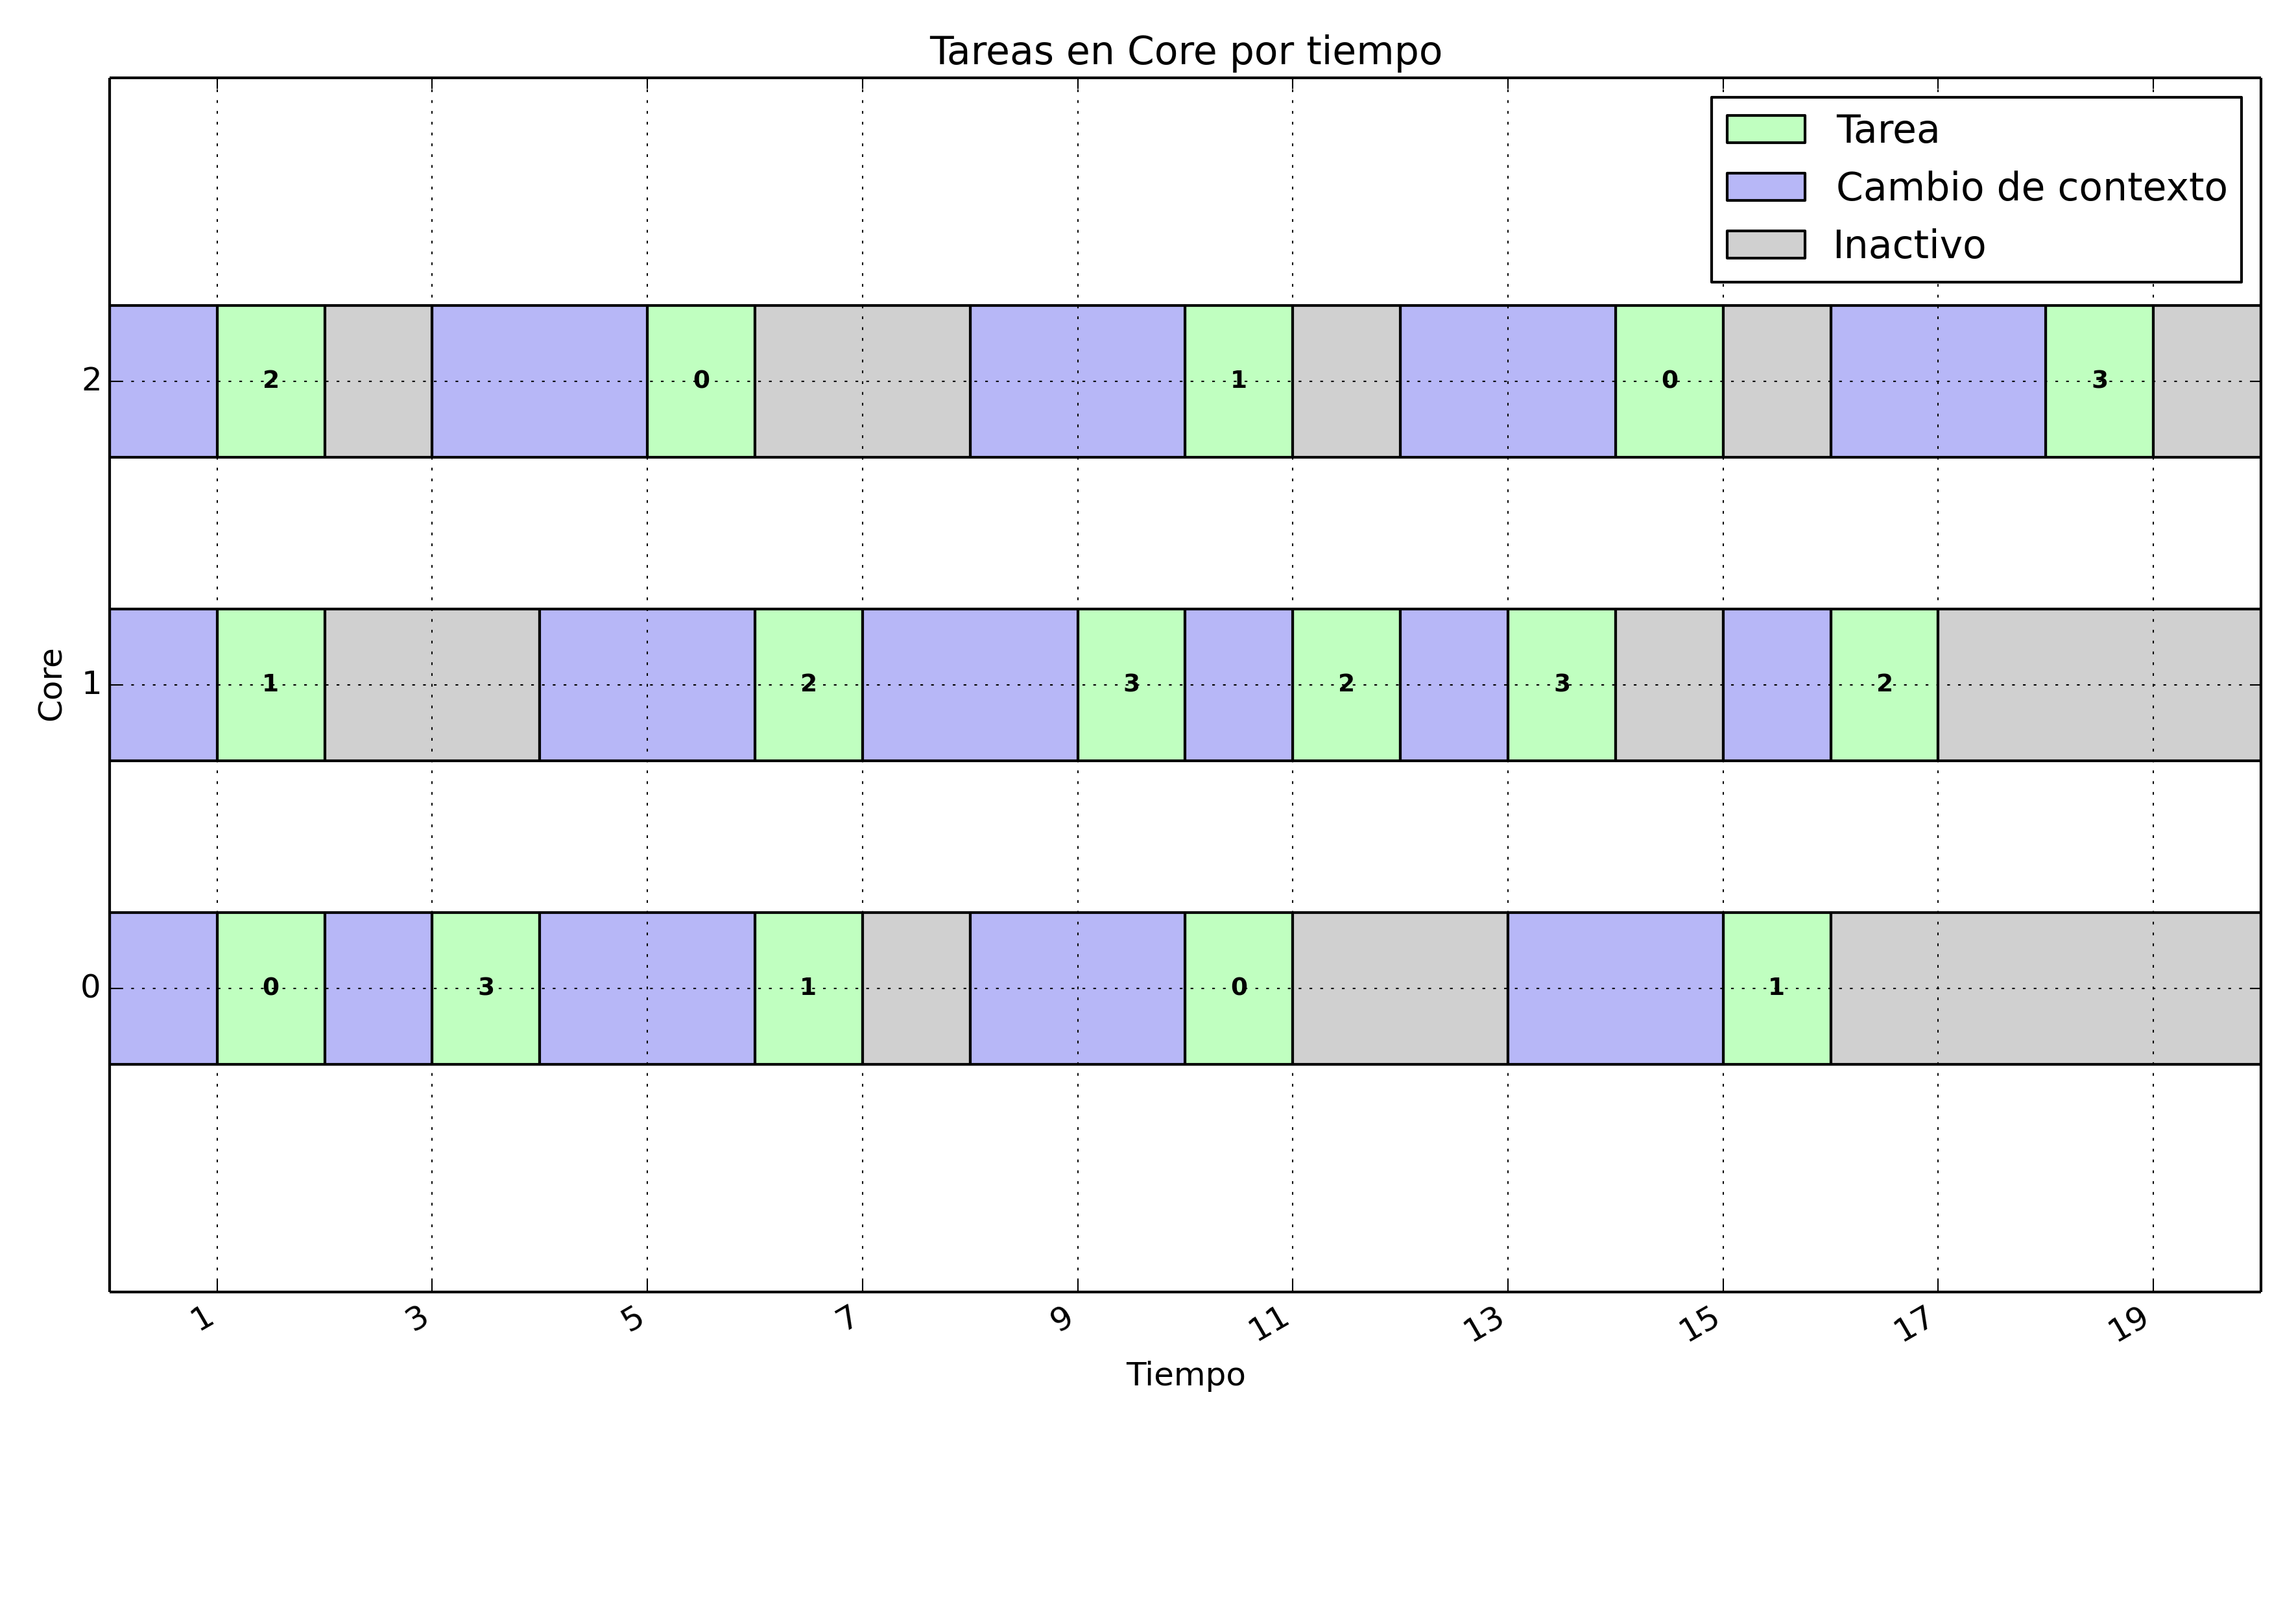 Tareas en Core por tiempo
Tarea
Cambio de contexto
Inactivo
2 2 0 1 0 3
Core
1 1 2 3 2 3 2
0 0 3 1 0 1
1 3 5 7 9 11 13 15 17 19
Tiempo